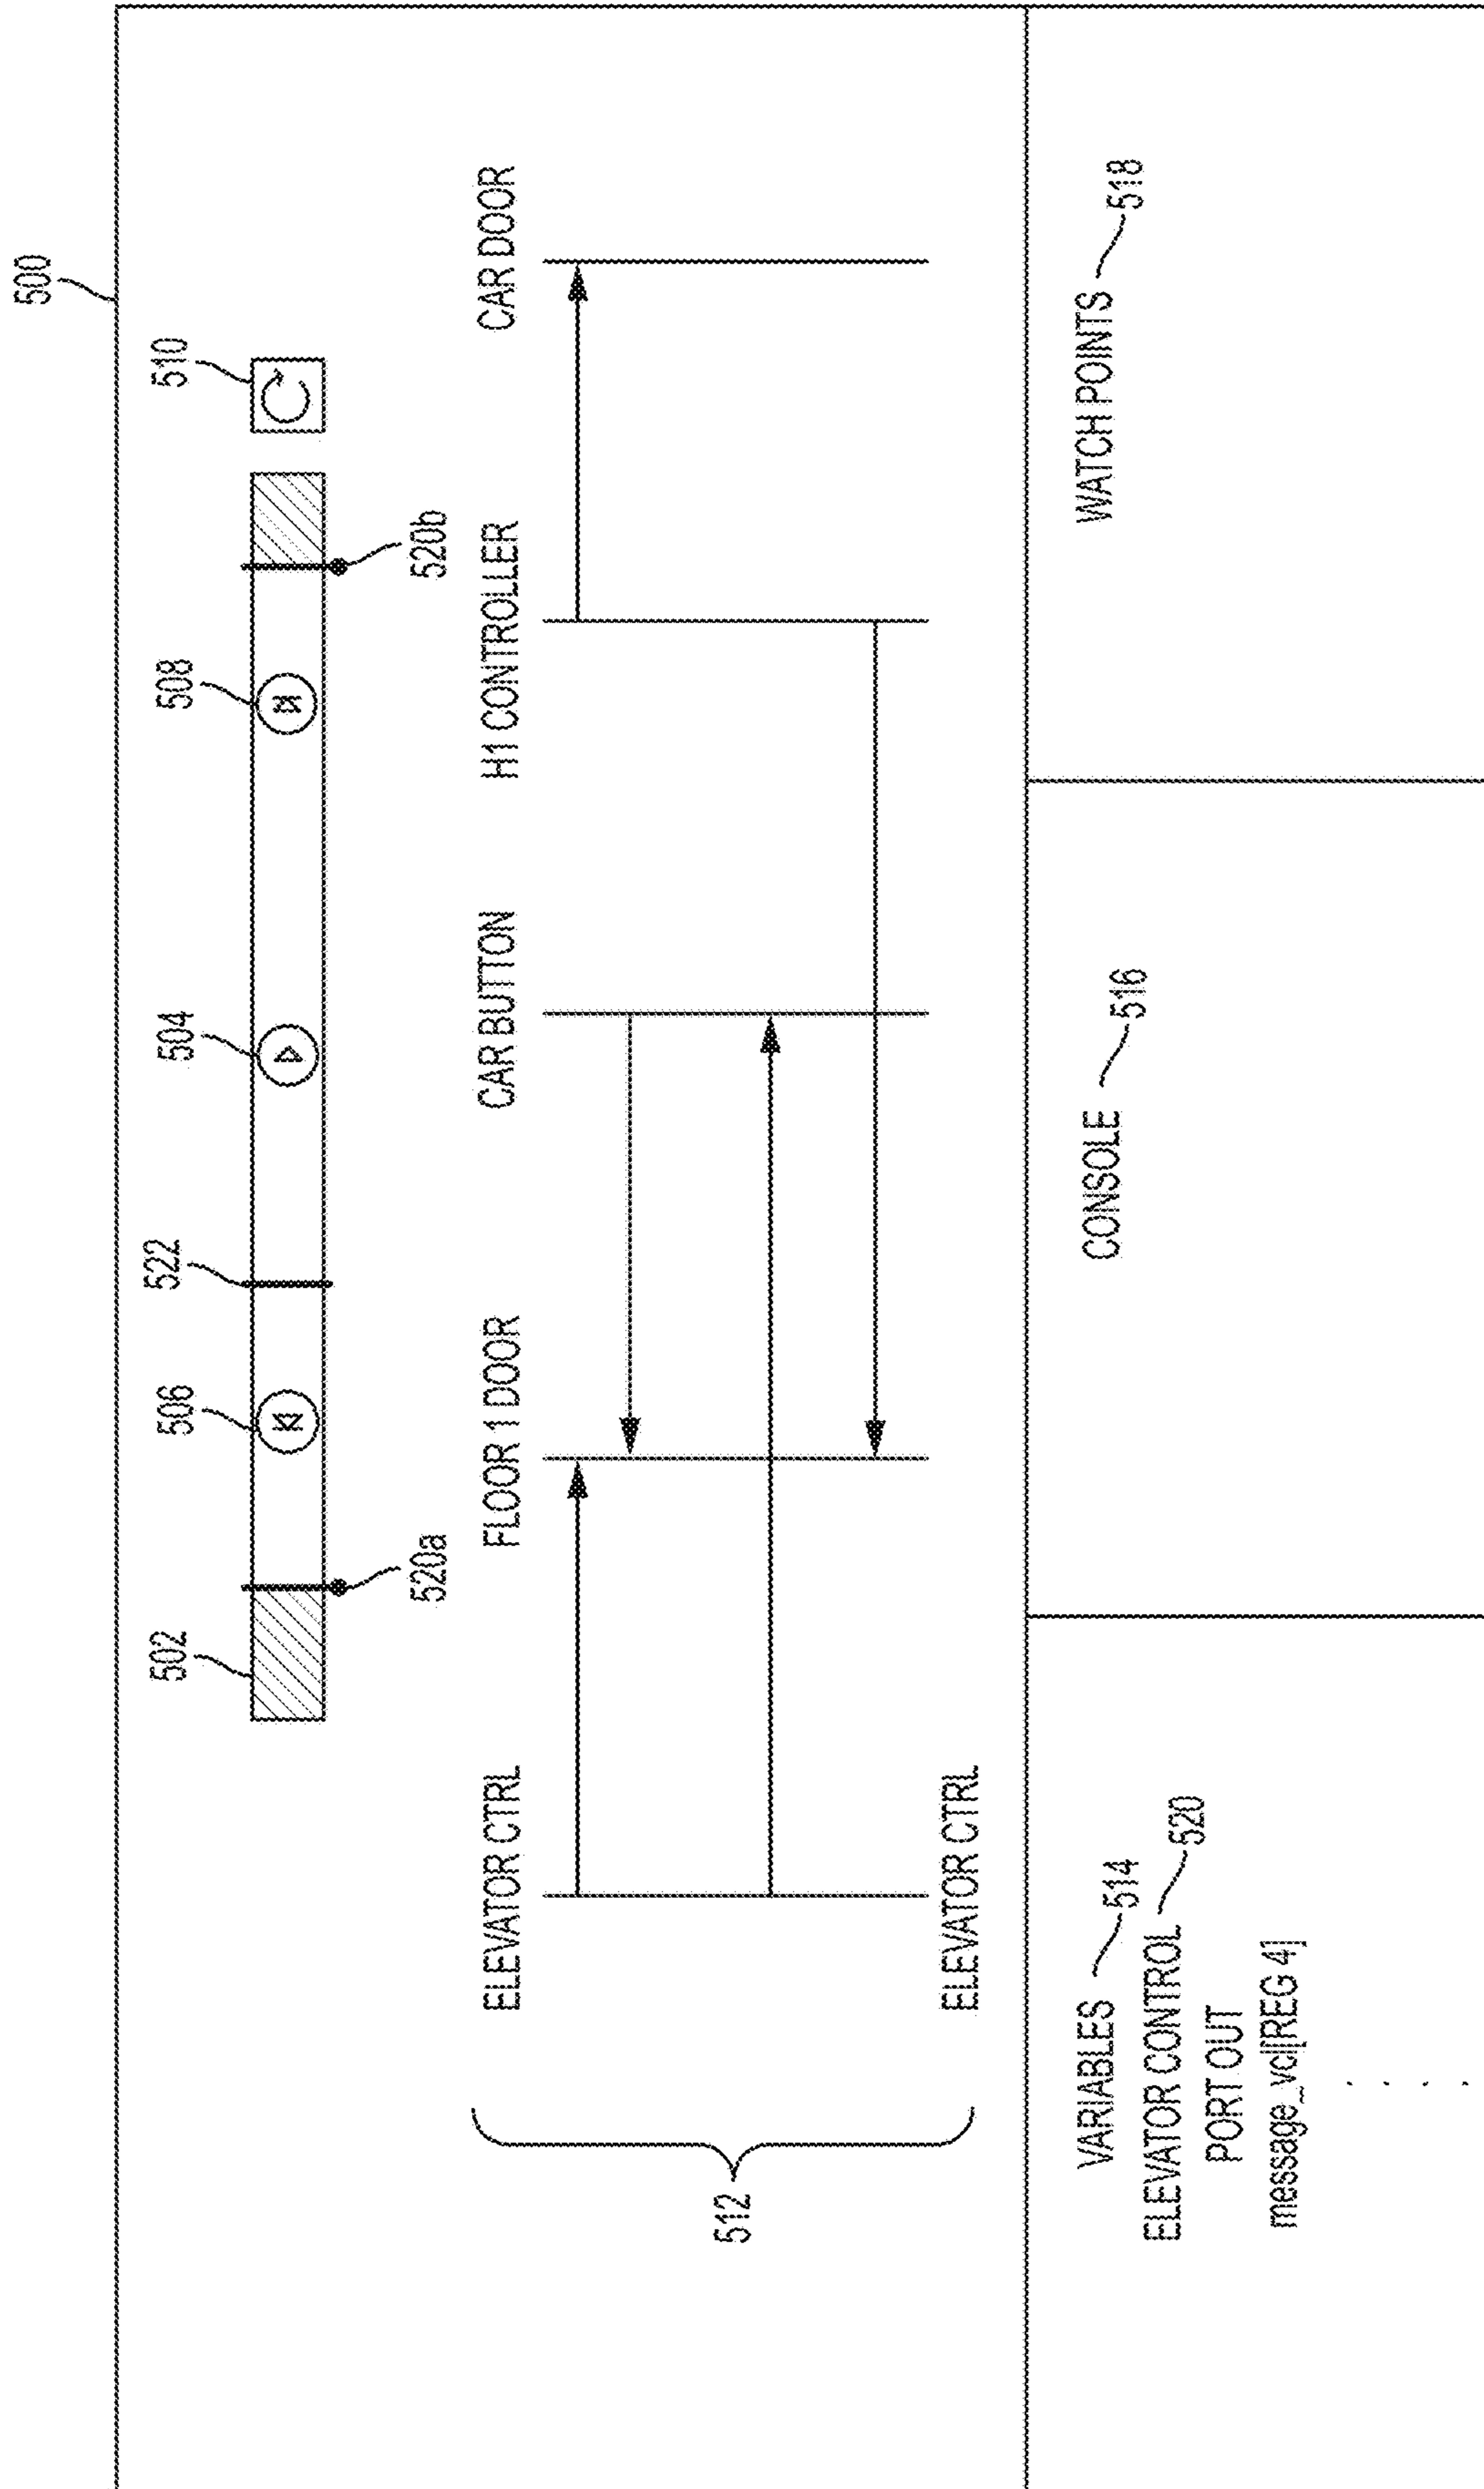 500
502
506
522
504
508
510
520a
520b
ELEVATOR CTRL
FLOOR 1 DOOR
CAR BUTTON
H1 CONTROLLER
CAR DOOR
512
ELEVATOR CTRL
VARIABLES 514
ELEVATOR CONTROL 520
PORT OUT
message_vcl[REG 4]
CONSOLE 516
WATCH POINTS 518